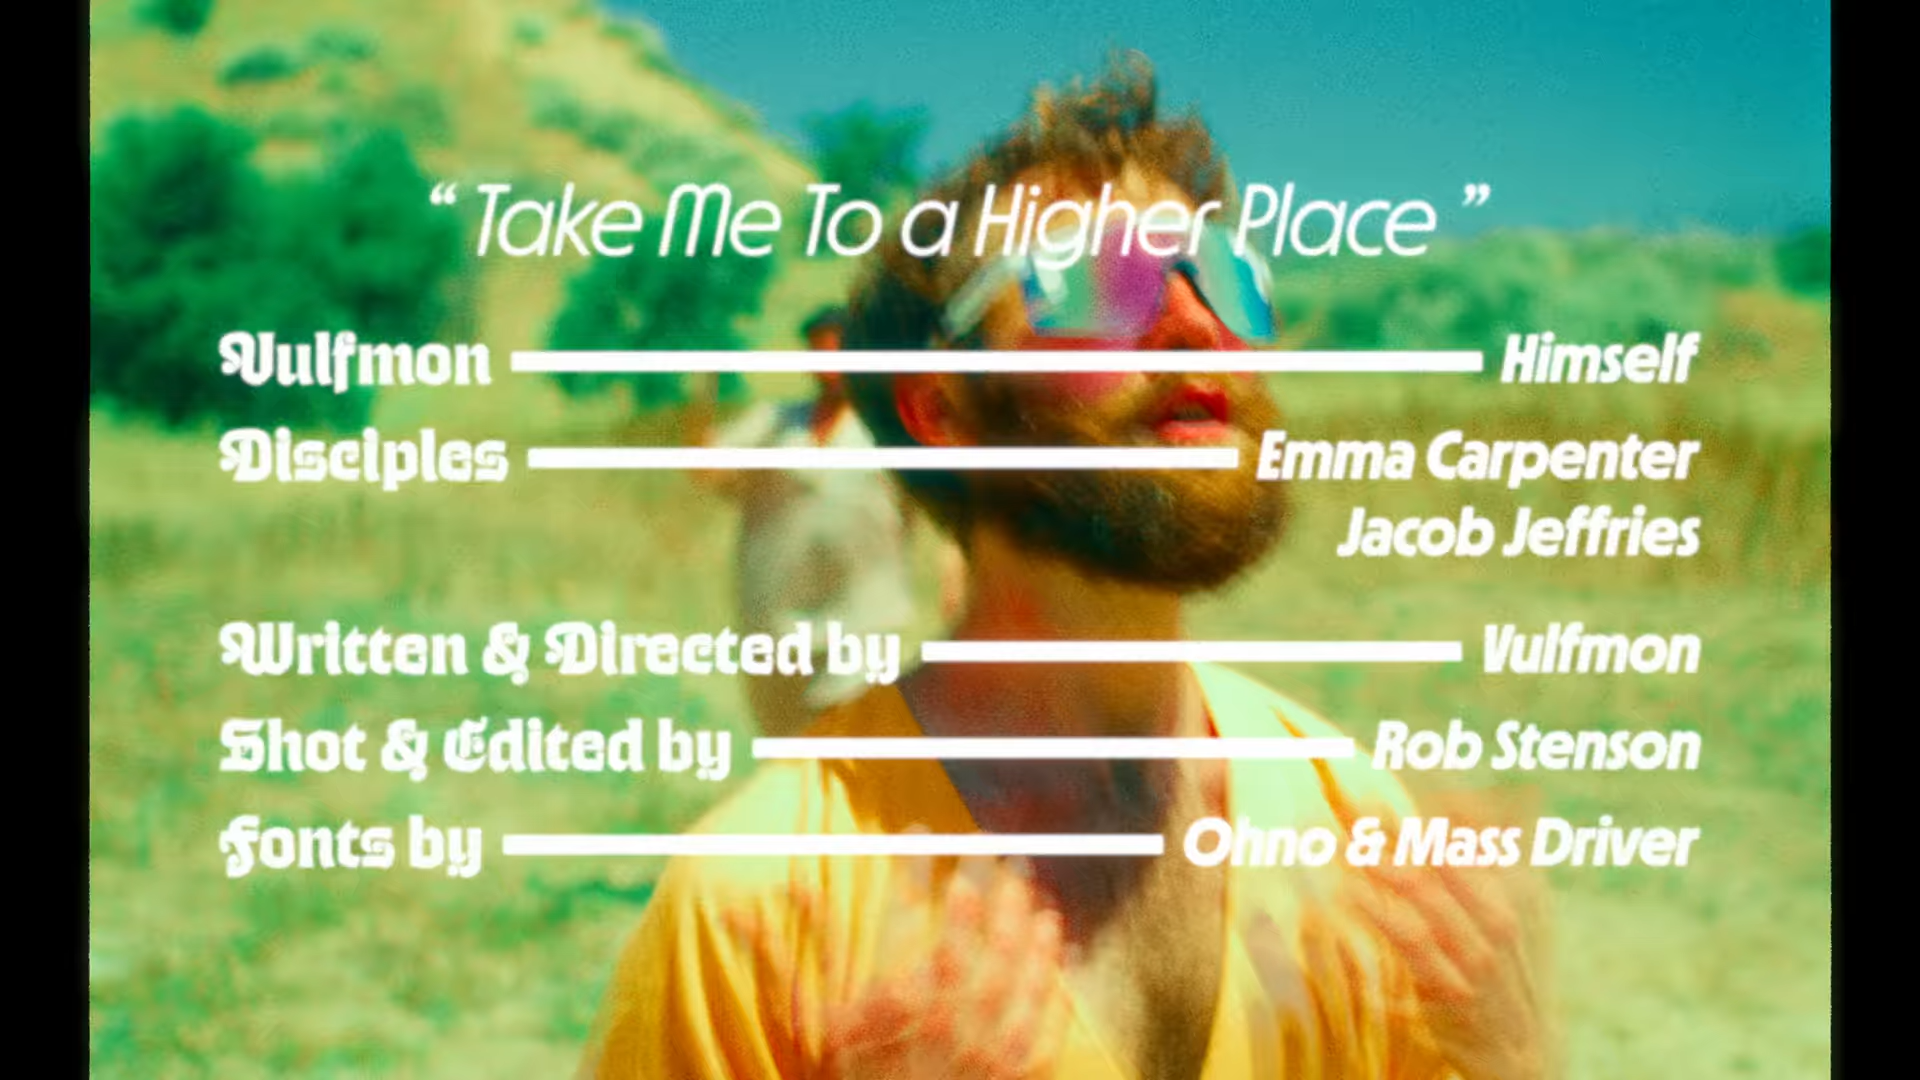 “ Take Me To a Higher Place ”
Vulfmon Himself
Disciples Emma Carpenter
Jacob Jeffries
Written & Directed by Vulfmon
Shot & Edited by Rob Stenson
Fonts by Ohno & Mass Driver